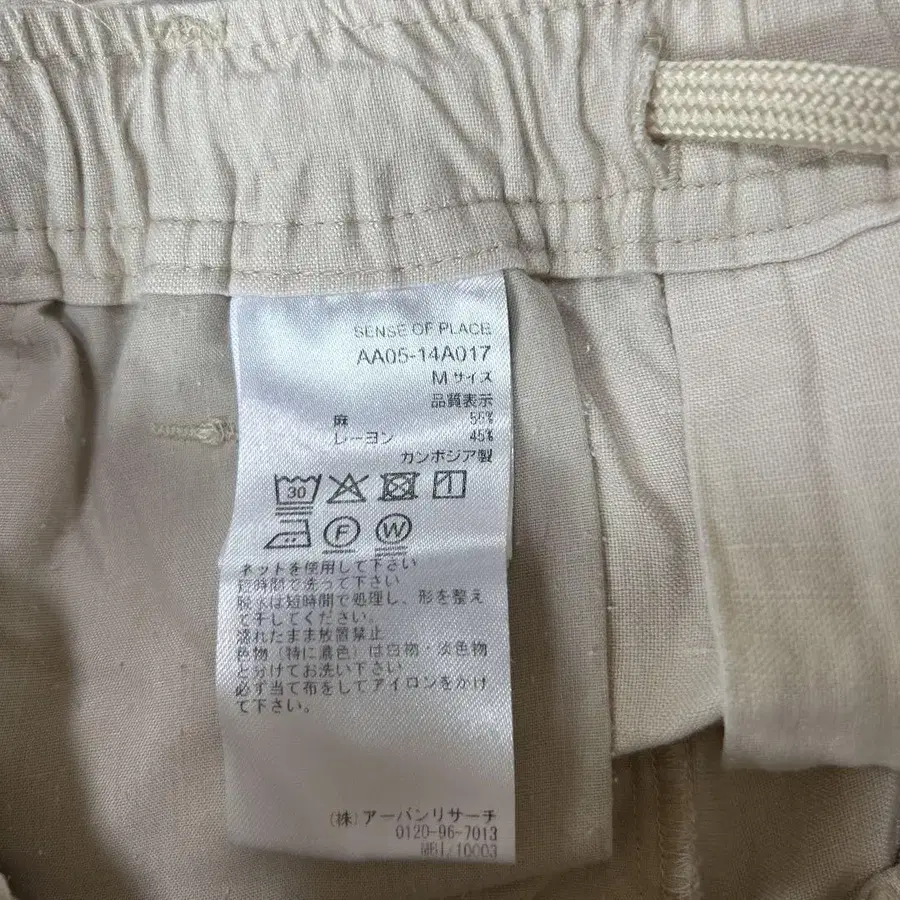 SENSE OF PLACE
AA05-14A017
M サイズ
品質表示
麻 55%
レーヨン 45%
カンボジア製
30
F W
ネットを使用して下さい
短時間で洗って下さい
脱水は短時間で処理し、形を整え
て干してください。
濡れたまま放置禁止
色物（特に濃色）は白物・淡色物
と分けてお洗い下さい
必ず当て布をしてアイロンをかけ
て下さい。
(株)アーバンリサーチ
0120-96-7013
MBI/10003